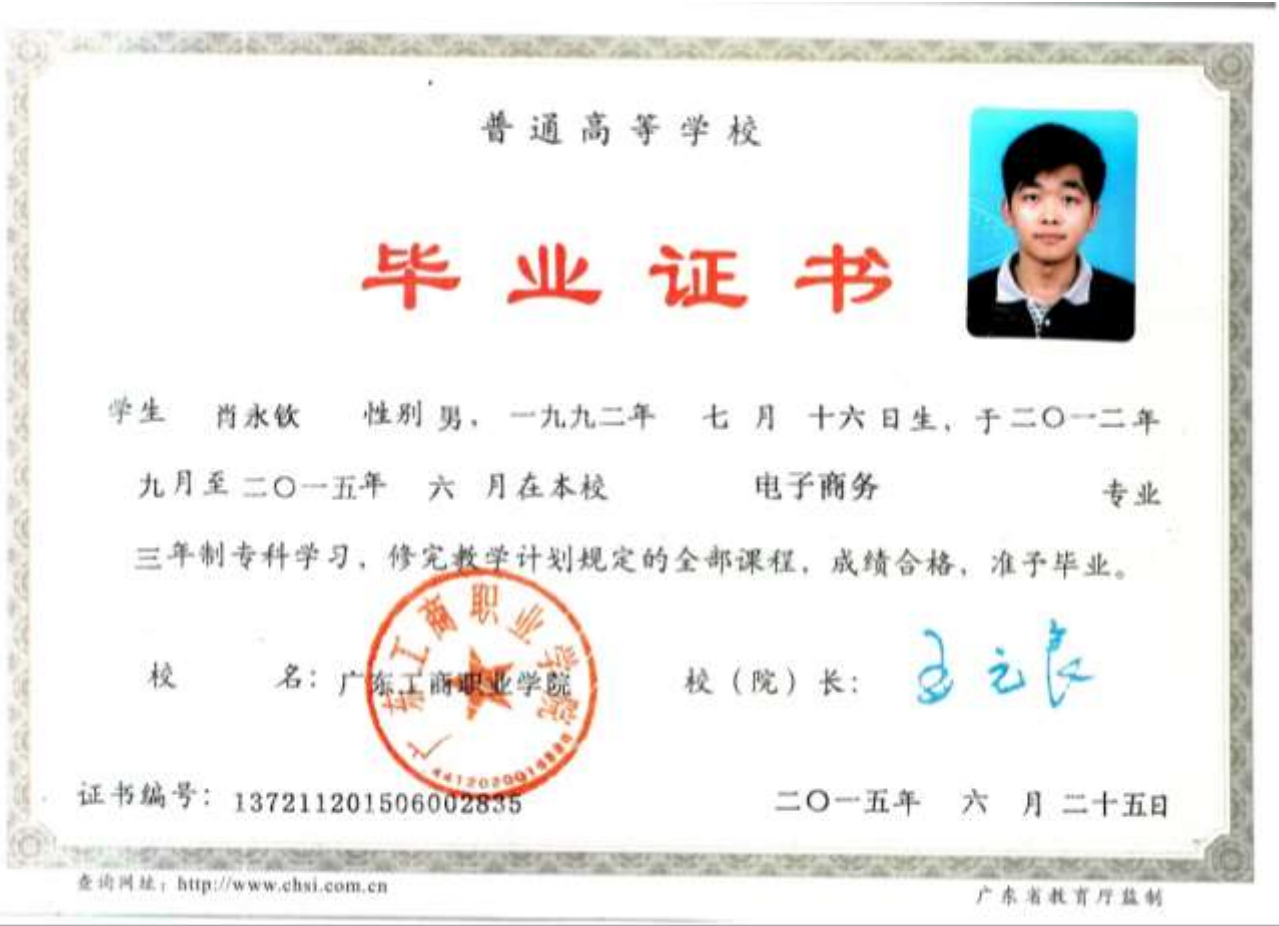 普通高等学校
毕业证书
学生 肖永钦 性别 男，一九九二年 七 月 十六 日生，于二〇一二年
九月至 二〇一五年 六 月在本校 电子商务 专业
三年制专科学习，修完教学计划规定的全部课程，成绩合格，准予毕业。
校 名：广东工商职业学院 校（院）长：
广东工商职业学院
证书编号：137211201506002835 二〇一五年 六 月 二十五日
查询网址：http://www.chsi.com.cn 广东省教育厅监制